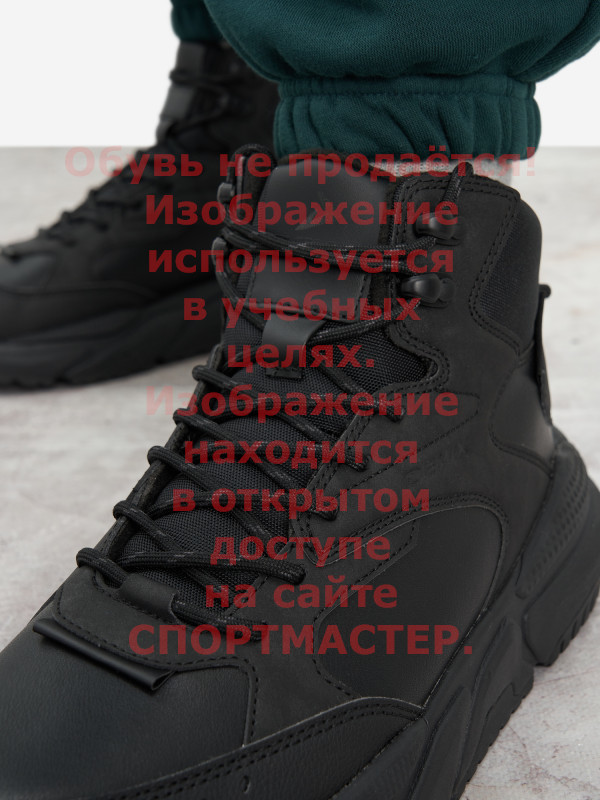 Обувь не продаётся!
Изображение
используется
в учебных
целях.
Изображение
находится
в открытом
доступе
на сайте
СПОРТМАСТЕР.